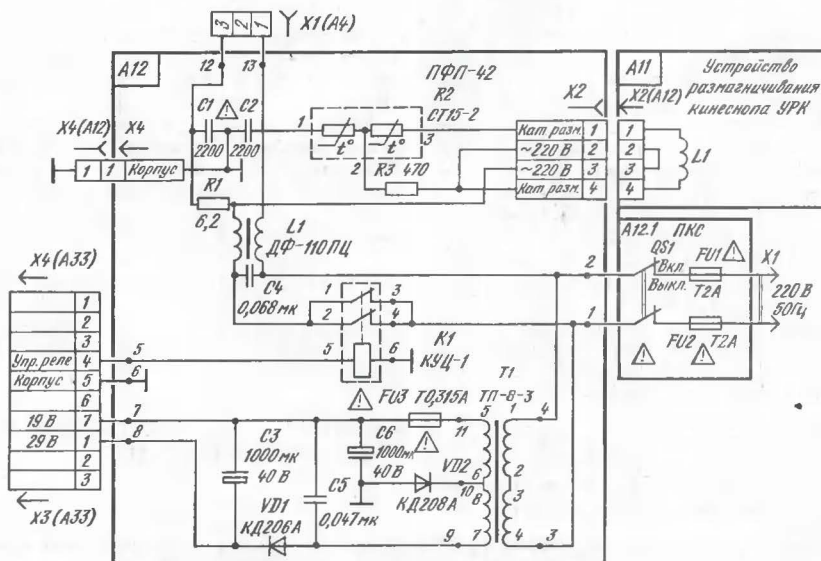 3 2 1 X1(A4)
12 13
A12
ПФП-42
A11
Устройство размагничивания кинескопа УРК
X4(A12) X4
C1 C2
2200 2200
R2
СТ15-2
1 t° t° 3
2 R3 470
X2 X2(A12)
Кат разм. 1 1
~220 В 2 2
~220 В 3 3
Кат разм. 4 4
L1
1 1 Корпус
R1
6,2
L1
ДФ-110ПЦ
C4
0,068мк
A12.1 ПКС
QS1
Вкл.
Выкл.
FU1
T2A
FU2 T2A
X1
220 В
50Гц
2
1
1 3
2 4
5 6
K1
КУЦ-1
X4(A33)
1
2
3
Упр.реле 4 5
Корпус 5 6
6
19 В 7 7
29 В 1 8
2
3
X3(A33)
FU3 T0,315A
T1
ТП-8-3
C3
1000мк
40 В
C6
1000мк
40 В
C5
0,047мк
VD1
КД206А
VD2
КД208А
11 5 1 4
6 2
10
8 3
9 7 4 3